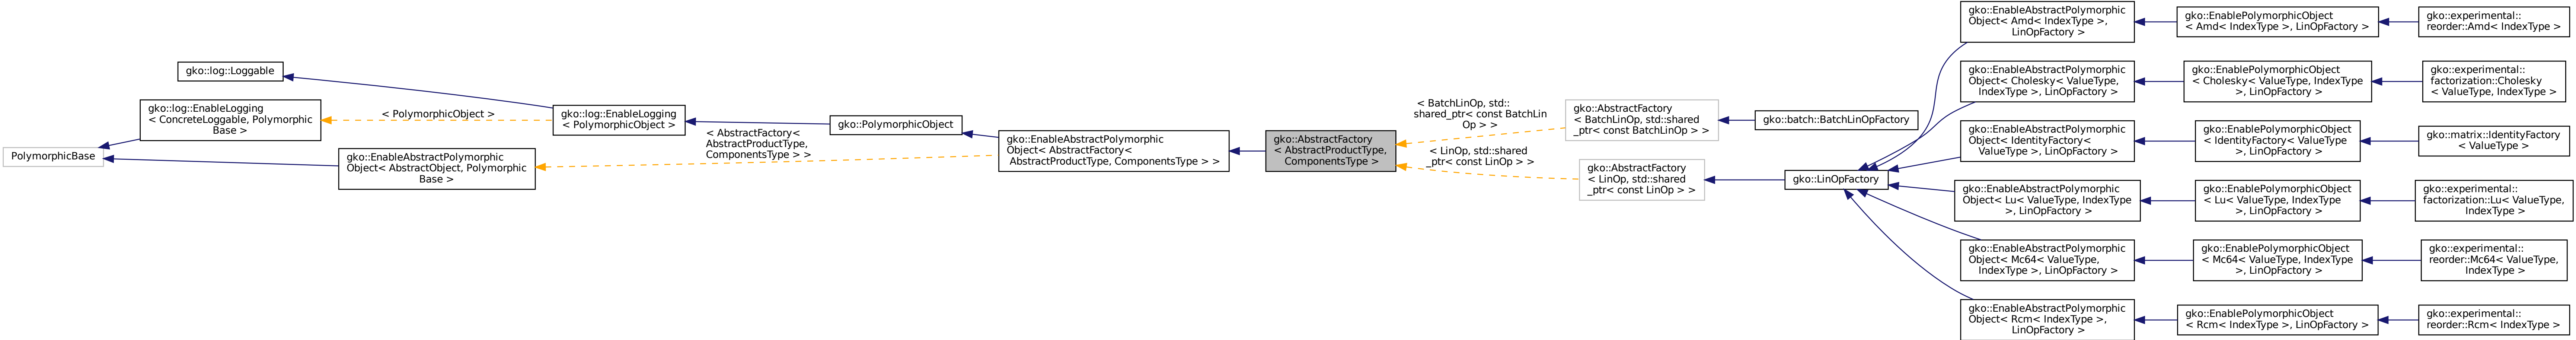 PolymorphicBase
gko::log::Loggable
gko::log::EnableLogging
< ConcreteLoggable, Polymorphic
Base >
gko::EnableAbstractPolymorphic
Object< AbstractObject, Polymorphic
Base >
< PolymorphicObject >
gko::log::EnableLogging
< PolymorphicObject >
< AbstractFactory<
AbstractProductType,
ComponentsType > >
gko::PolymorphicObject
gko::EnableAbstractPolymorphic
Object< AbstractFactory<
AbstractProductType, ComponentsType > >
gko::AbstractFactory
< AbstractProductType,
ComponentsType >
< BatchLinOp, std::
shared_ptr< const BatchLin
Op > >
< LinOp, std::shared
_ptr< const LinOp > >
gko::AbstractFactory
< BatchLinOp, std::shared
_ptr< const BatchLinOp > >
gko::AbstractFactory
< LinOp, std::shared
_ptr< const LinOp > >
gko::batch::BatchLinOpFactory
gko::LinOpFactory
gko::EnableAbstractPolymorphic
Object< Amd< IndexType >,
LinOpFactory >
gko::EnablePolymorphicObject
< Amd< IndexType >, LinOpFactory >
gko::experimental::
reorder::Amd< IndexType >
gko::EnableAbstractPolymorphic
Object< Cholesky< ValueType,
IndexType >, LinOpFactory >
gko::EnablePolymorphicObject
< Cholesky< ValueType, IndexType
>, LinOpFactory >
gko::experimental::
factorization::Cholesky
< ValueType, IndexType >
gko::EnableAbstractPolymorphic
Object< IdentityFactory<
ValueType >, LinOpFactory >
gko::EnablePolymorphicObject
< IdentityFactory< ValueType
>, LinOpFactory >
gko::matrix::IdentityFactory
< ValueType >
gko::EnableAbstractPolymorphic
Object< Lu< ValueType, IndexType
>, LinOpFactory >
gko::EnablePolymorphicObject
< Lu< ValueType, IndexType
>, LinOpFactory >
gko::experimental::
factorization::Lu< ValueType,
IndexType >
gko::EnableAbstractPolymorphic
Object< Mc64< ValueType,
IndexType >, LinOpFactory >
gko::EnablePolymorphicObject
< Mc64< ValueType, IndexType
>, LinOpFactory >
gko::experimental::
reorder::Mc64< ValueType,
IndexType >
gko::EnableAbstractPolymorphic
Object< Rcm< IndexType >,
LinOpFactory >
gko::EnablePolymorphicObject
< Rcm< IndexType >, LinOpFactory >
gko::experimental::
reorder::Rcm< IndexType >